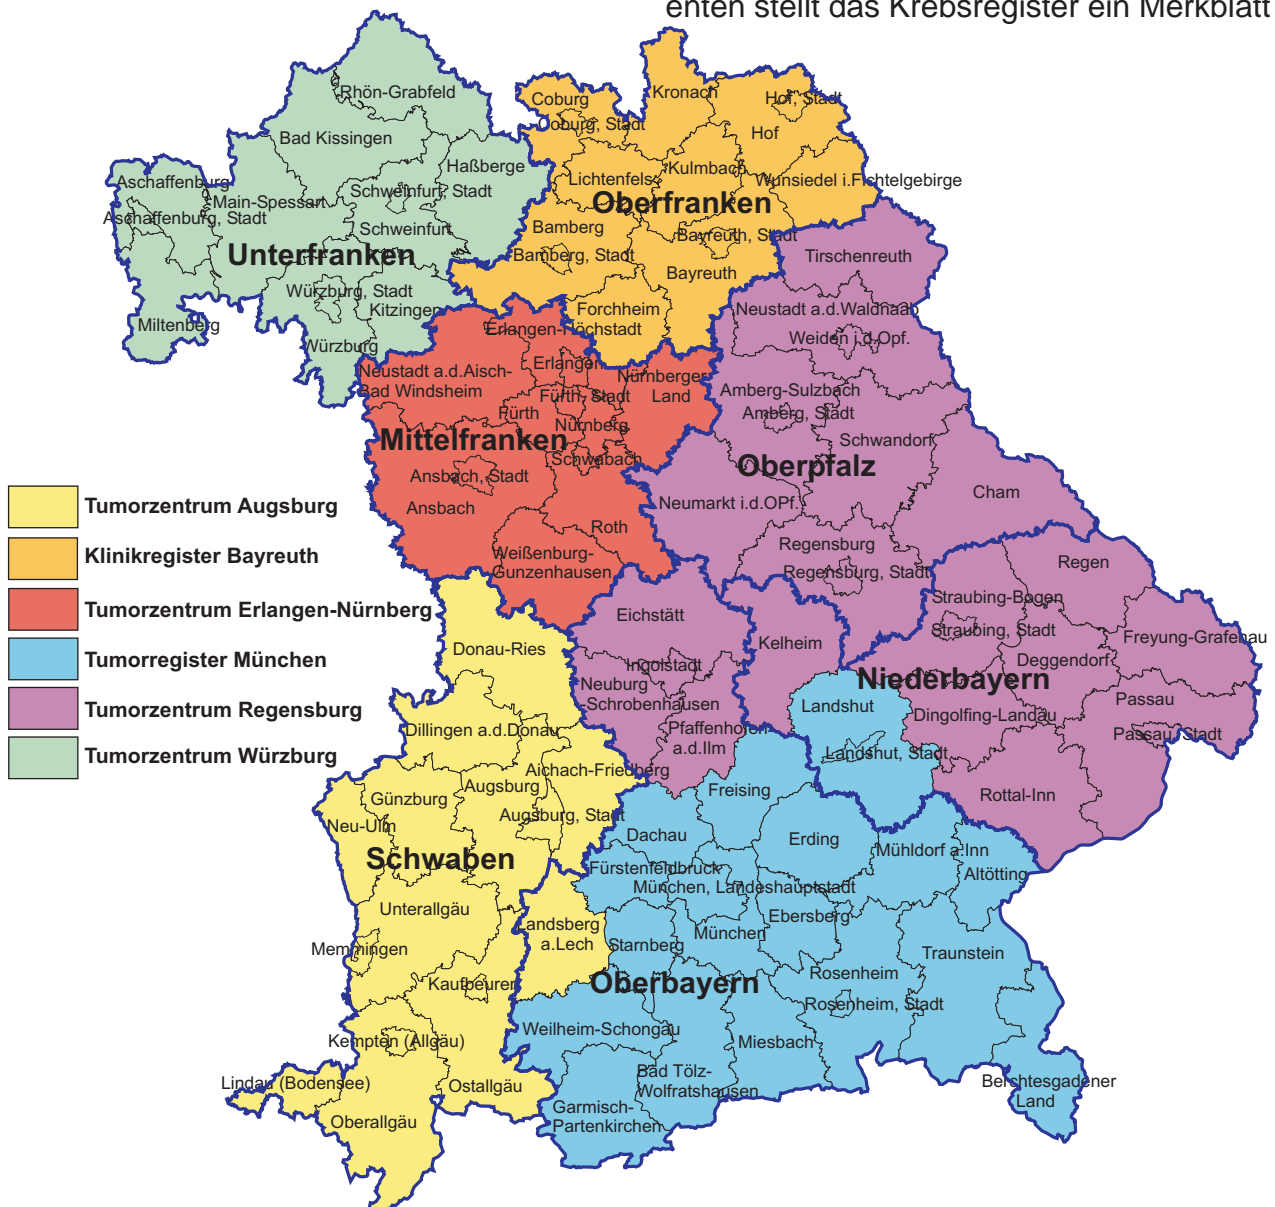 enten stellt das Krebsregister ein Merkblatt
Rhön-Grabfeld
Bad Kissingen
Haßberge
Aschaffenburg
Main-Spessart
Schweinfurt, Stadt
Aschaffenburg, Stadt
Schweinfurt
Unterfranken
Würzburg, Stadt
Kitzingen
Miltenberg
Würzburg
Coburg
Coburg, Stadt
Kronach
Hof, Stadt
Hof
Kulmbach
Lichtenfels
Wunsiedel i.Fichtelgebirge
Oberfranken
Bamberg
Bayreuth, Stadt
Bamberg, Stadt
Bayreuth
Forchheim
Erlangen-Höchstadt
Neustadt a.d.Aisch-
Bad Windsheim
Erlangen
Nürnberger
Land
Fürth, Stadt
Fürth
Nürnberg
Mittelfranken
Schwabach
Ansbach, Stadt
Ansbach
Roth
Weißenburg-
Gunzenhausen
Tirschenreuth
Neustadt a.d.Waldnaab
Weiden i.d.Opf.
Amberg-Sulzbach
Amberg, Stadt
Schwandorf
Oberpfalz
Cham
Neumarkt i.d.OPf.
Regensburg
Regensburg, Stadt
Tumorzentrum Augsburg
Klinikregister Bayreuth
Tumorzentrum Erlangen-Nürnberg
Tumorregister München
Tumorzentrum Regensburg
Tumorzentrum Würzburg
Regen
Straubing-Bogen
Straubing, Stadt
Freyung-Grafenau
Deggendorf
Kelheim
Niederbayern
Passau
Landshut
Dingolfing-Landau
Passau, Stadt
Landshut, Stadt
Rottal-Inn
Eichstätt
Ingolstadt
Neuburg
-Schrobenhausen
Pfaffenhofen
a.d.Ilm
Donau-Ries
Dillingen a.d.Donau
Aichach-Friedberg
Augsburg
Günzburg
Augsburg, Stadt
Neu-Ulm
Schwaben
Unterallgäu
Memmingen
Kaufbeuren
Kempten (Allgäu)
Lindau (Bodensee)
Ostallgäu
Oberallgäu
Freising
Dachau
Erding
Mühldorf a.Inn
Altötting
Fürstenfeldbruck
München, Landeshauptstadt
Ebersberg
Landsberg
a.Lech
München
Starnberg
Traunstein
Rosenheim
Oberbayern
Rosenheim, Stadt
Weilheim-Schongau
Miesbach
Bad Tölz-
Wolfratshausen
Berchtesgadener
Land
Garmisch-
Partenkirchen